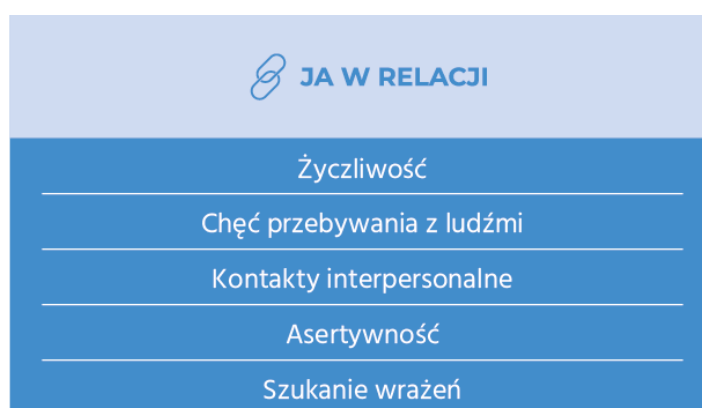 JA W RELACJI
Życzliwość
Chęć przebywania z ludźmi
Kontakty interpersonalne
Asertywność
Szukanie wrażeń